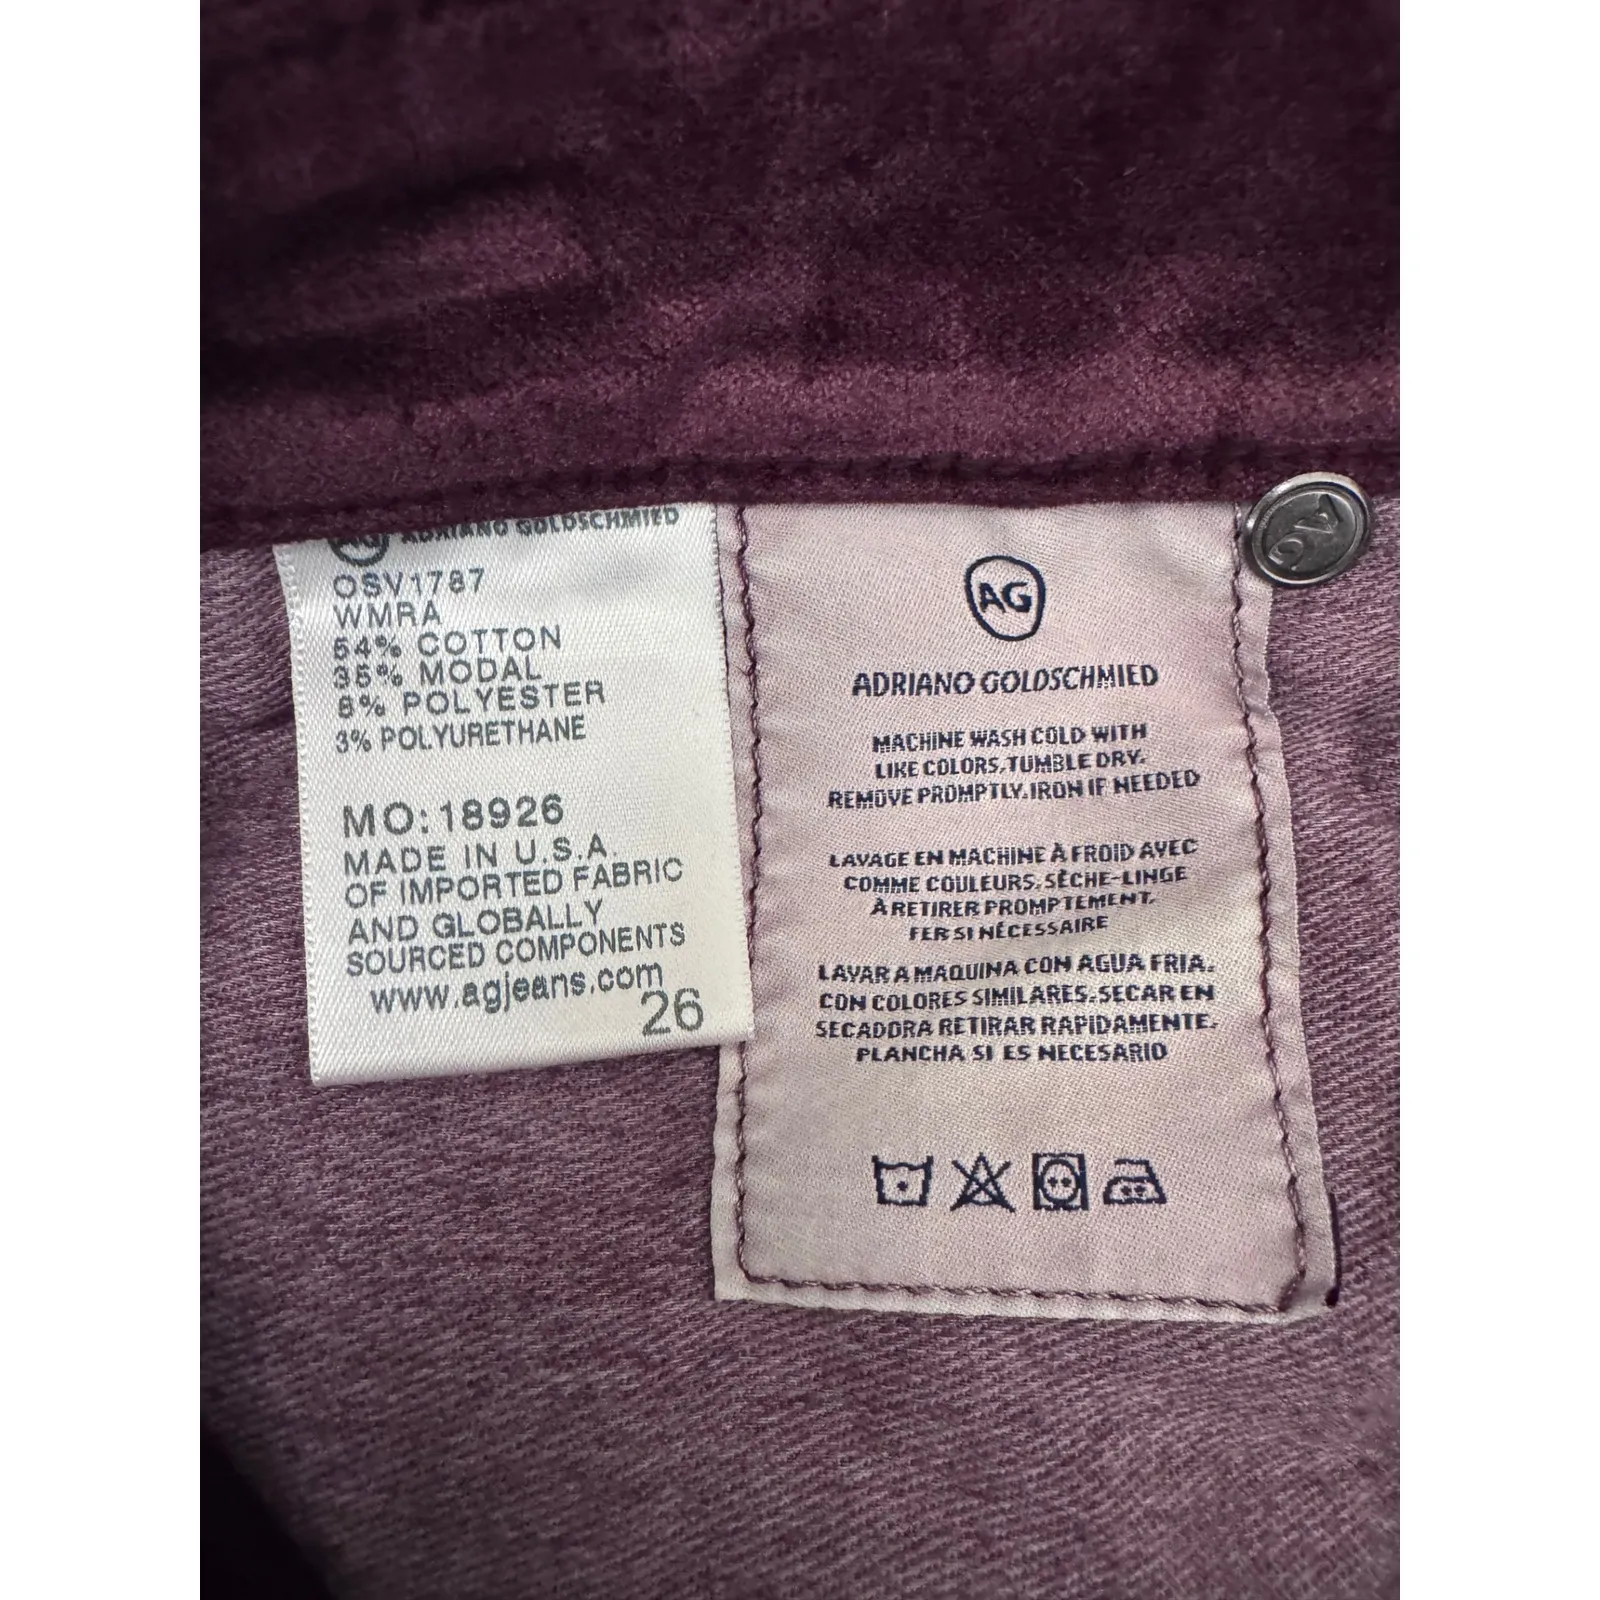 AG ADRIANO GOLDSCHMIED
OSV1787
WMRA
54% COTTON
35% MODAL
8% POLYESTER
3% POLYURETHANE
MO: 18926
MADE IN U.S.A.
OF IMPORTED FABRIC
AND GLOBALLY
SOURCED COMPONENTS
www.agjeans.com
26
AG
ADRIANO GOLDSCHMIED
MACHINE WASH COLD WITH
LIKE COLORS. TUMBLE DRY.
REMOVE PROMPTLY. IRON IF NEEDED
LAVAGE EN MACHINE À FROID AVEC
COMME COULEURS. SÈCHE-LINGE
À RETIRER PROMPTEMENT.
FER SI NÉCESSAIRE
LAVAR A MAQUINA CON AGUA FRIA.
CON COLORES SIMILARES. SECAR EN
SECADORA RETIRAR RAPIDAMENTE.
PLANCHA SI ES NECESARIO
AG